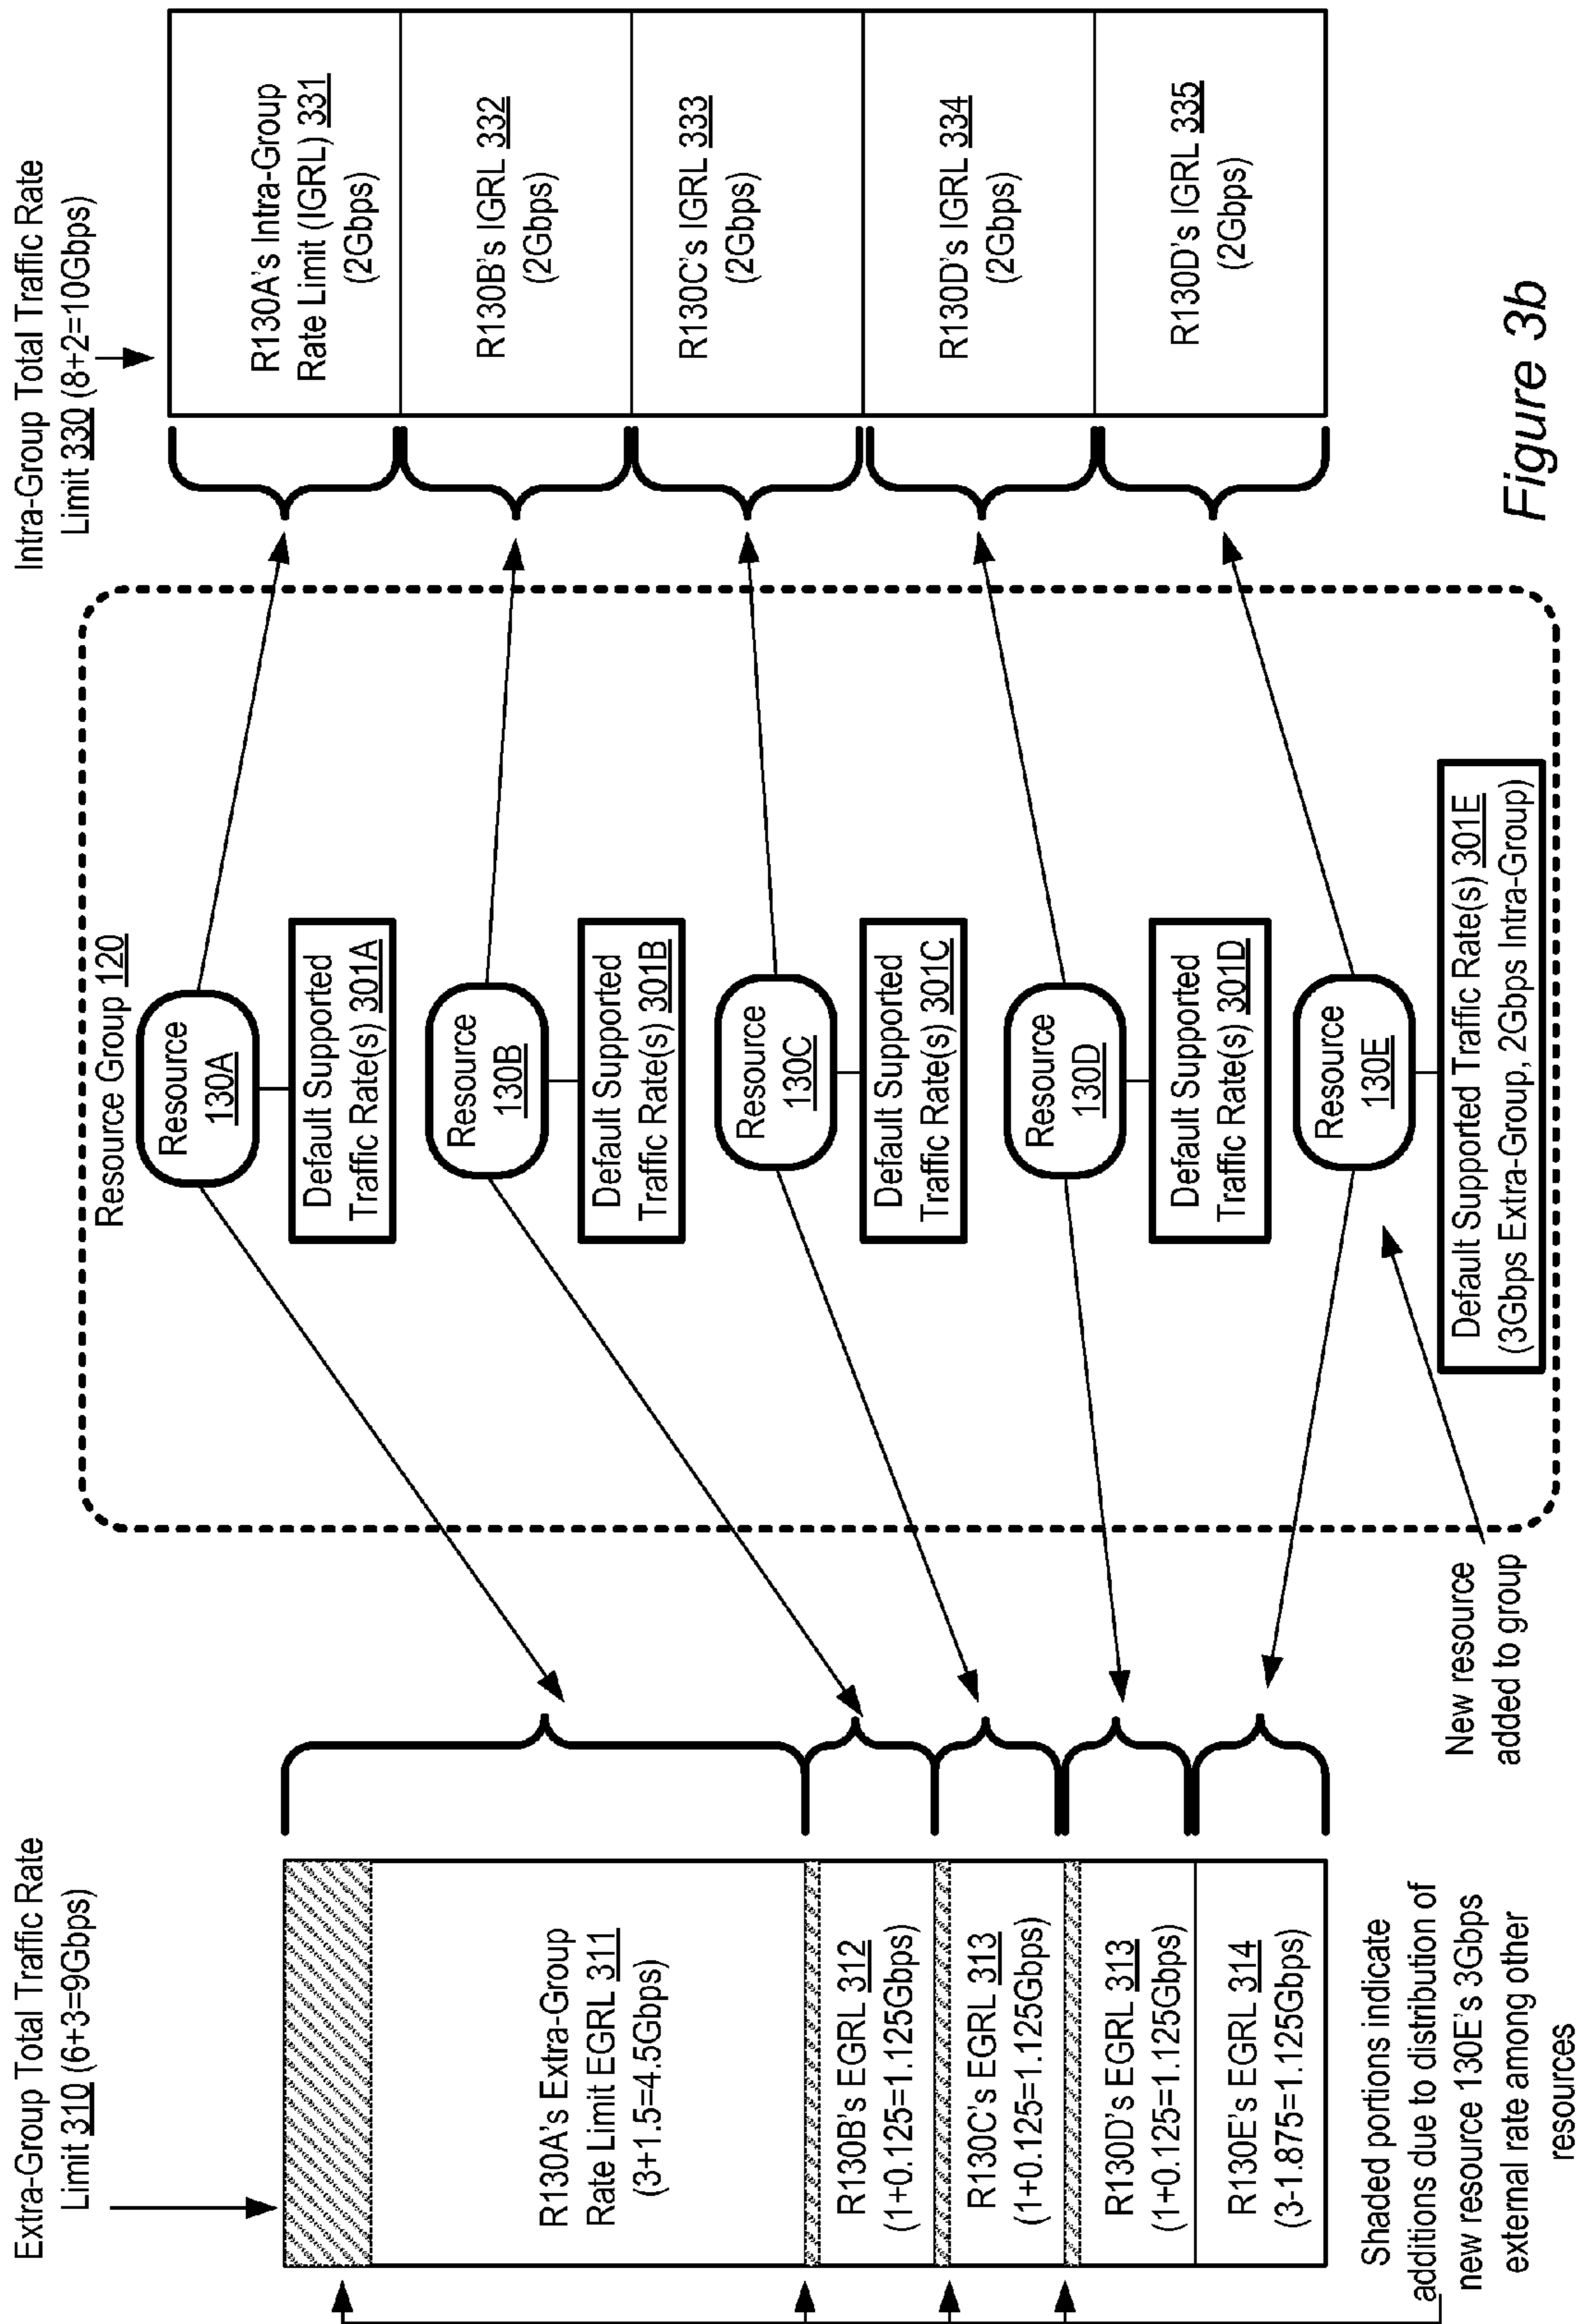 Extra-Group Total Traffic Rate
Limit 310 (6+3=9Gbps)
R130A's Extra-Group
Rate Limit EGRL 311
(3+1.5=4.5Gbps)
R130B's EGRL 312
(1+0.125=1.125Gbps)
R130C's EGRL 313
(1+0.125=1.125Gbps)
R130D's EGRL 313
(1+0.125=1.125Gbps)
R130E's EGRL 314
(3-1.875=1.125Gbps)
Shaded portions indicate
additions due to distribution of
new resource 130E's 3Gbps
external rate among other
resources
New resource
added to group
Resource Group 120
Resource
130A
Default Supported
Traffic Rate(s) 301A
Resource
130B
Default Supported
Traffic Rate(s) 301B
Resource
130C
Default Supported
Traffic Rate(s) 301C
Resource
130D
Default Supported
Traffic Rate(s) 301D
Resource
130E
Default Supported Traffic Rate(s) 301E
(3Gbps Extra-Group, 2Gbps Intra-Group)
Intra-Group Total Traffic Rate
Limit 330 (8+2=10Gbps)
R130A's Intra-Group
Rate Limit (IGRL) 331
(2Gbps)
R130B's IGRL 332
(2Gbps)
R130C's IGRL 333
(2Gbps)
R130D's IGRL 334
(2Gbps)
R130D's IGRL 335
(2Gbps)
Figure 3b